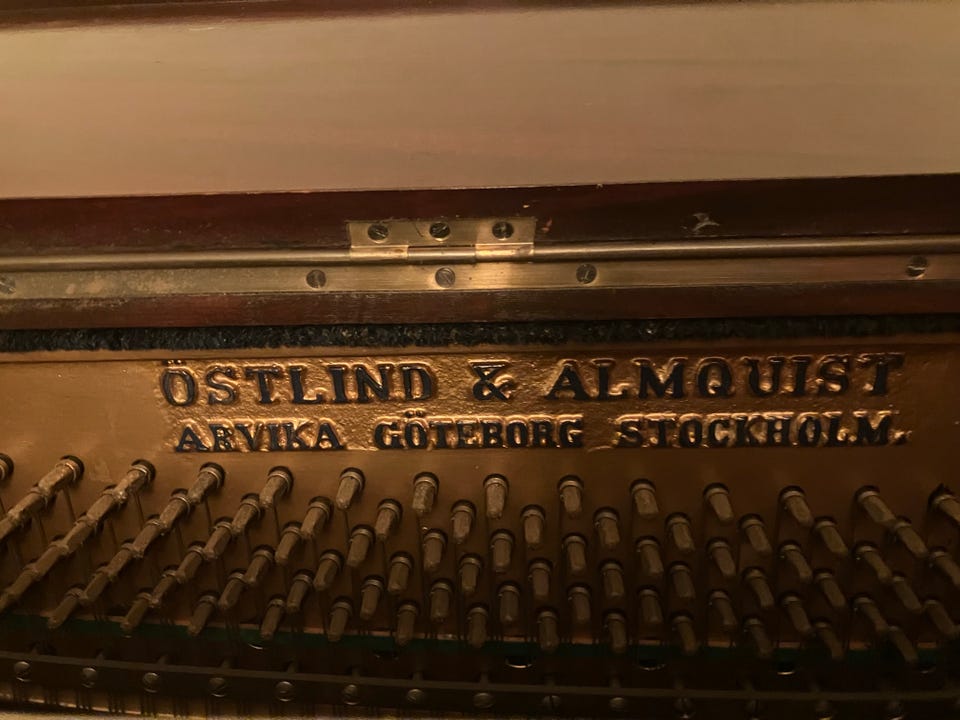 ÖSTLIND & ALMQUIST
ARVIKA GÖTEBORG STOCKHOLM.